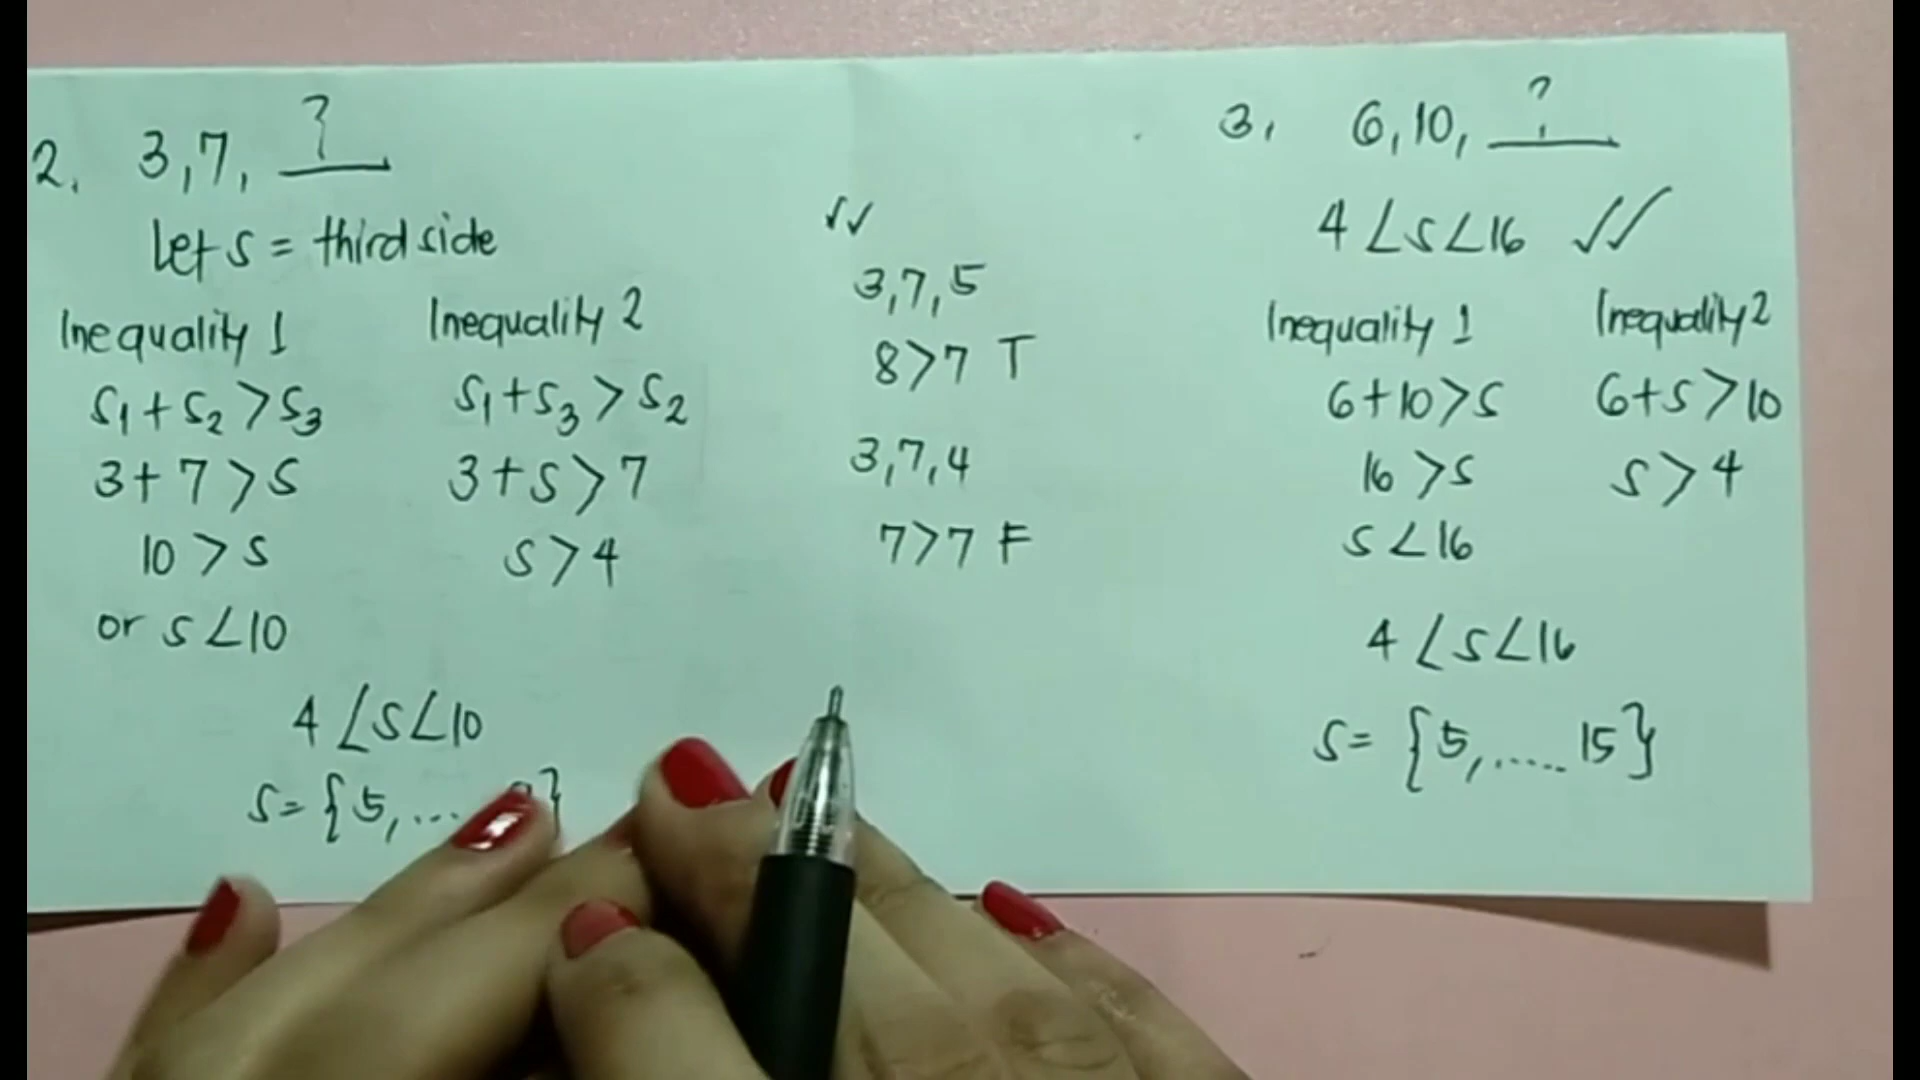 2. 3,7, ?
Let s = third side
Inequality 1
s1+s2>s3
3+7>s
10>s
or s<10
Inequality 2
s1+s3>s2
3+s>7
s>4
4<s<10
s={5,...
✓✓
3,7,5
8>7 T
3,7,4
7>7 F
3. 6,10, ?
4<s<16 ✓✓
Inequality 1
6+10>s
16>s
s<16
Inequality 2
6+s>10
s>4
4<s<16
s={5,.....15}